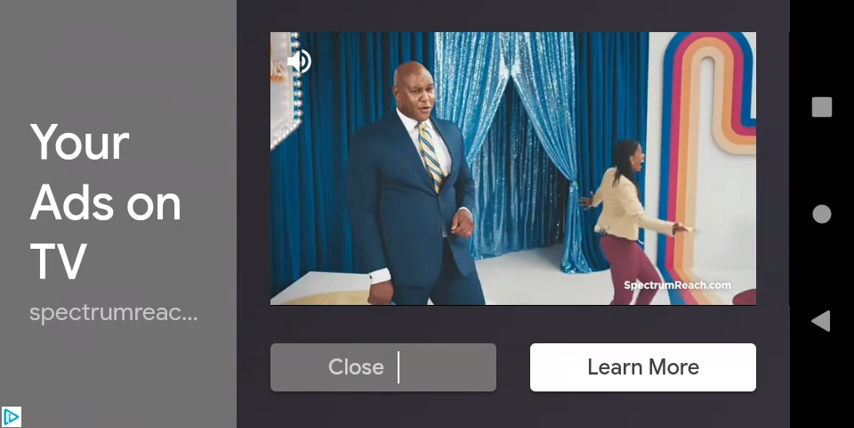 Your
Ads on
TV
spectrumreac...
SpectrumReach.com
Close
Learn More